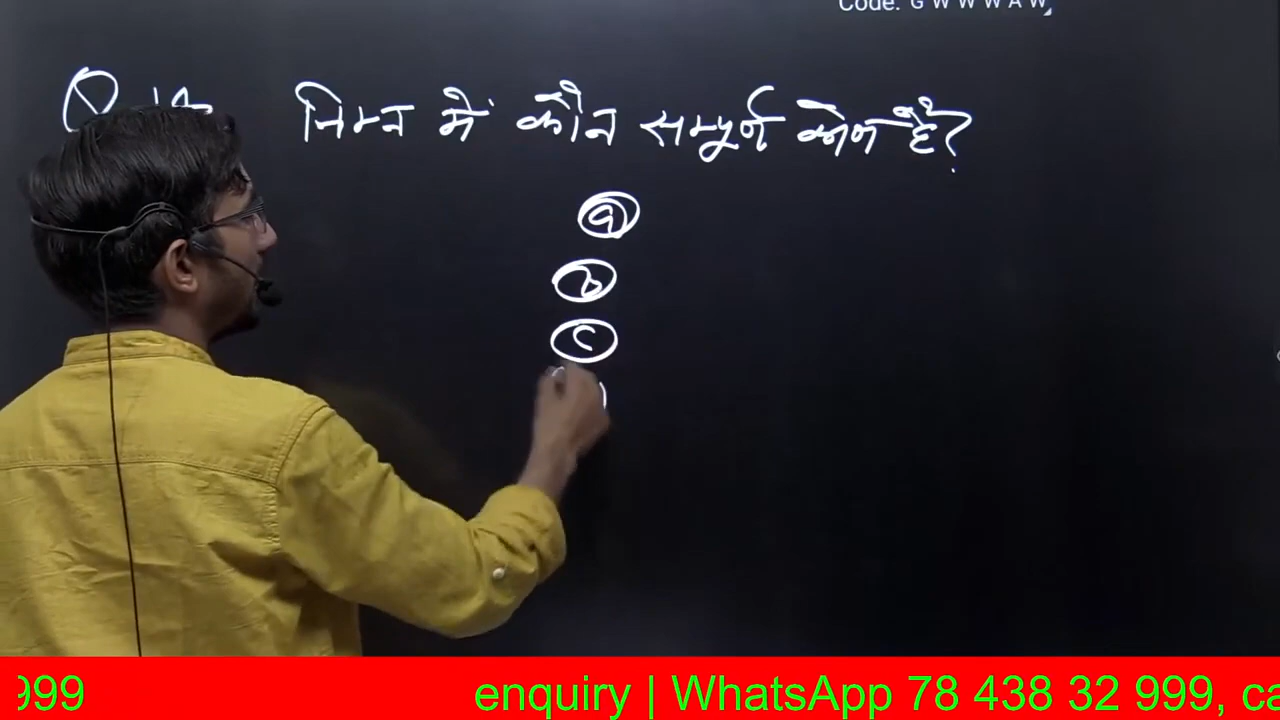 Code: G W W W A W
निम्न में कौन सम्पूर्ण कोण है?
a
b
c
999 enquiry | WhatsApp 78 438 32 999, ca